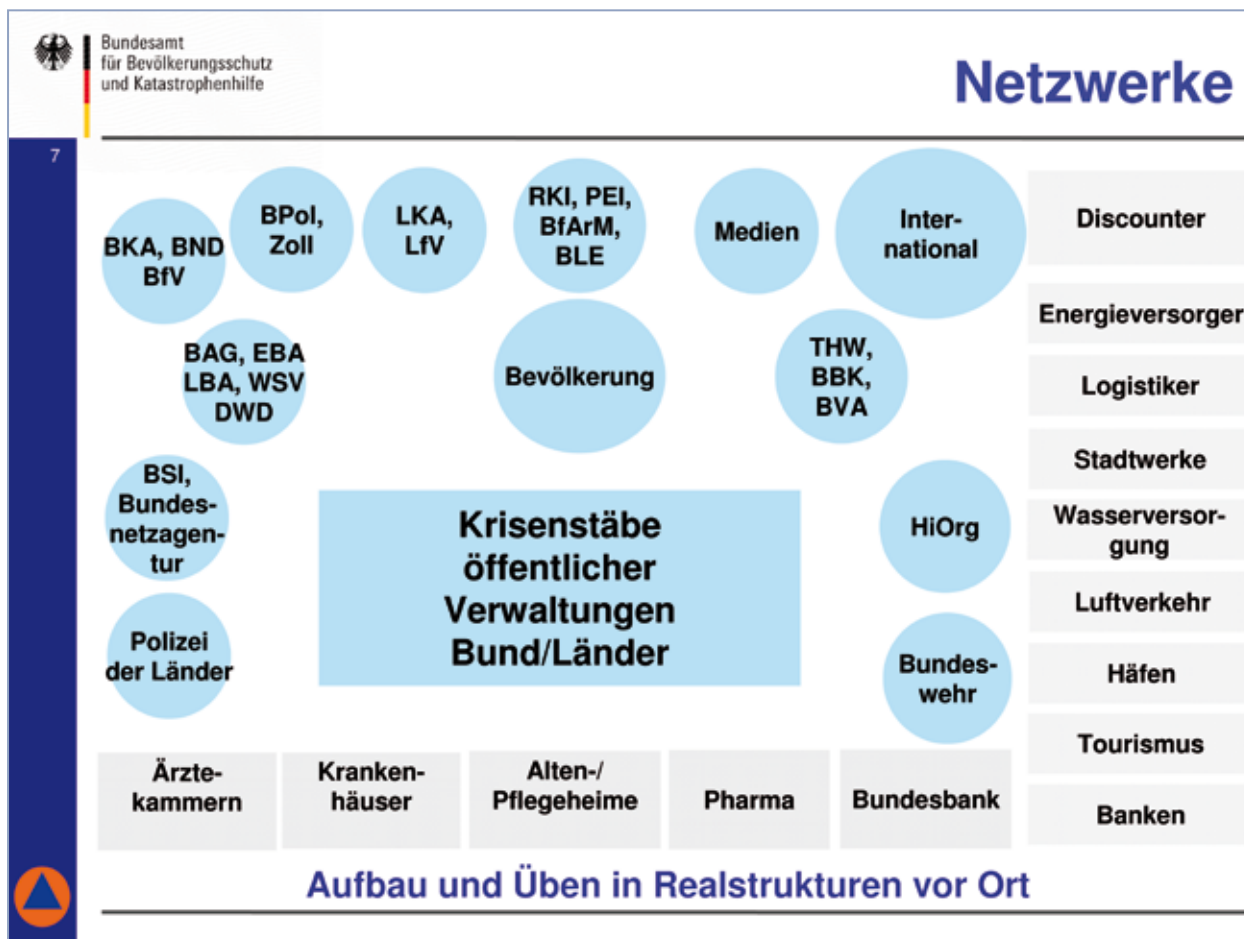 Bundesamt
für Bevölkerungsschutz
und Katastrophenhilfe
Netzwerke
7
BKA, BND
BfV
BPol,
Zoll
LKA,
LfV
RKI, PEI,
BfArM,
BLE
Medien
Inter-
national
Discounter
Energieversorger
BAG, EBA
LBA, WSV
DWD
Bevölkerung
THW,
BBK,
BVA
Logistiker
Stadtwerke
BSI,
Bundes-
netzagen-
tur
Krisenstäbe
öffentlicher
Verwaltungen
Bund/Länder
HiOrg
Wasserversor-
gung
Luftverkehr
Polizei
der Länder
Bundes-
wehr
Häfen
Tourismus
Banken
Ärzte-
kammern
Kranken-
häuser
Alten-/
Pflegeheime
Pharma
Bundesbank
Aufbau und Üben in Realstrukturen vor Ort